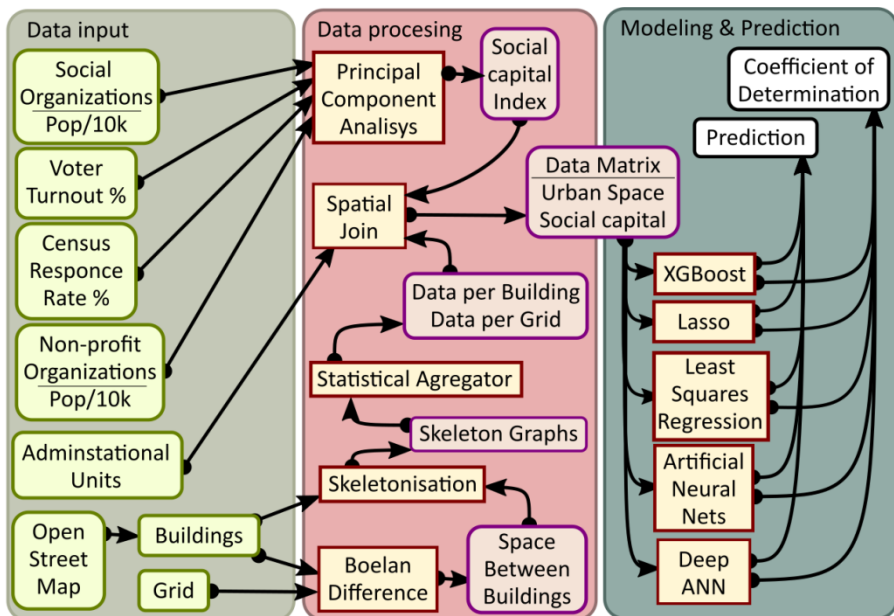 Data input
Social
Organizations
Pop/10k
Voter
Turnout %
Census
Responce
Rate %
Non-profit
Organizations
Pop/10k
Adminstational
Units
Open
Street
Map
Buildings
Grid
Data procesing
Principal
Component
Analisys
Social
capital
Index
Spatial
Join
Data Matrix
Urban Space
Social capital
Data per Building
Data per Grid
Statistical Agregator
Skeleton Graphs
Skeletonisation
Boelan
Difference
Space
Between
Buildings
Modeling & Prediction
Coefficient of
Determination
Prediction
XGBoost
Lasso
Least
Squares
Regression
Artificial
Neural
Nets
Deep
ANN